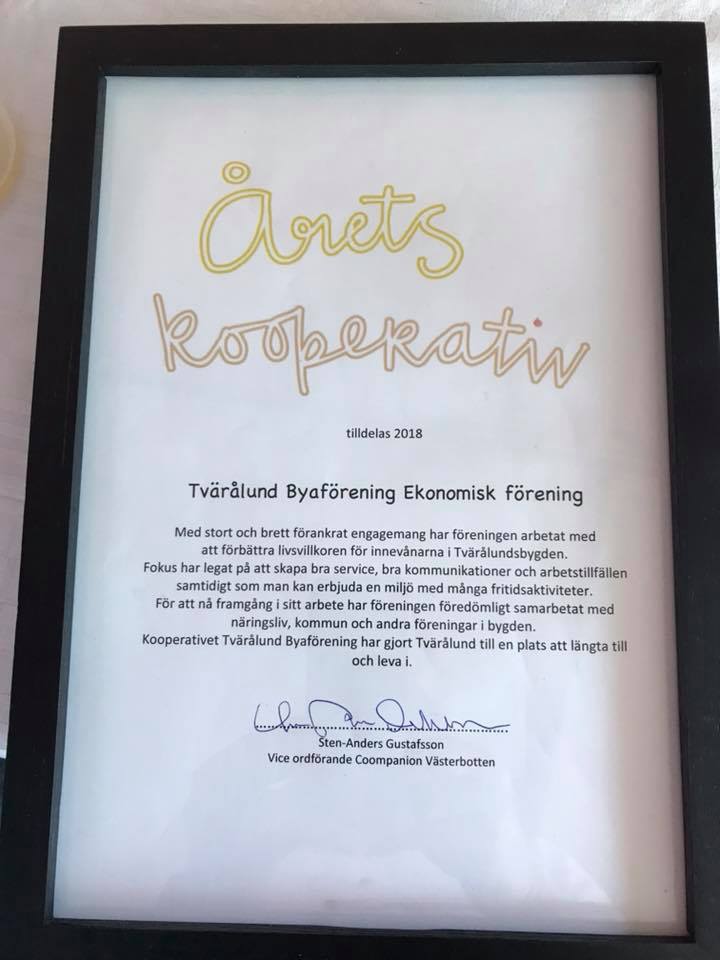 Årets
kooperativ
tilldelas 2018
Tvärålund Byaförening Ekonomisk förening
Med stort och brett förankrat engagemang har föreningen arbetat med
att förbättra livsvillkoren för innevånarna i Tvärålundsbygden.
Fokus har legat på att skapa bra service, bra kommunikationer och arbetstillfällen
samtidigt som man kan erbjuda en miljö med många fritidsaktiviteter.
För att nå framgång i sitt arbete har föreningen föredömligt samarbetat med
näringsliv, kommun och andra föreningar i bygden.
Kooperativet Tvärålund Byaförening har gjort Tvärålund till en plats att längta till
och leva i.
Sten-Anders Gustafsson
Vice ordförande Coompanion Västerbotten